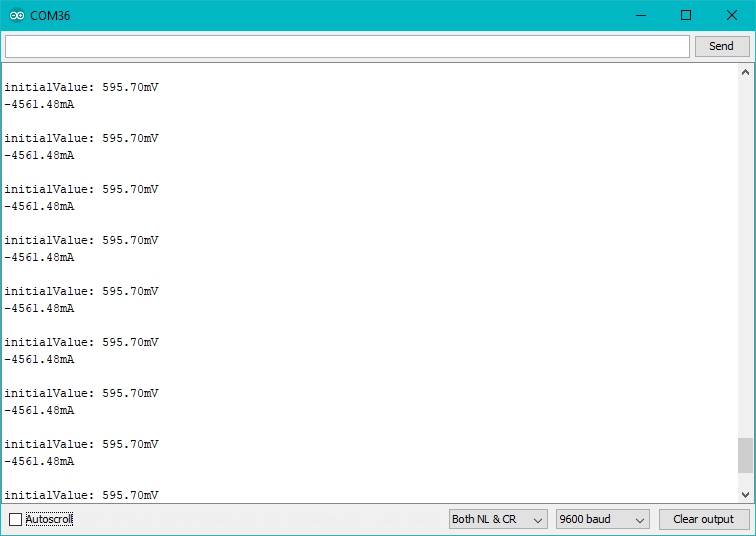 COM36
Send
initialValue: 595.70mV
-4561.48mA
initialValue: 595.70mV
-4561.48mA
initialValue: 595.70mV
-4561.48mA
initialValue: 595.70mV
-4561.48mA
initialValue: 595.70mV
-4561.48mA
initialValue: 595.70mV
-4561.48mA
initialValue: 595.70mV
-4561.48mA
initialValue: 595.70mV
-4561.48mA
initialValue: 595.70mV
Autoscroll
Both NL & CR
9600 baud
Clear output